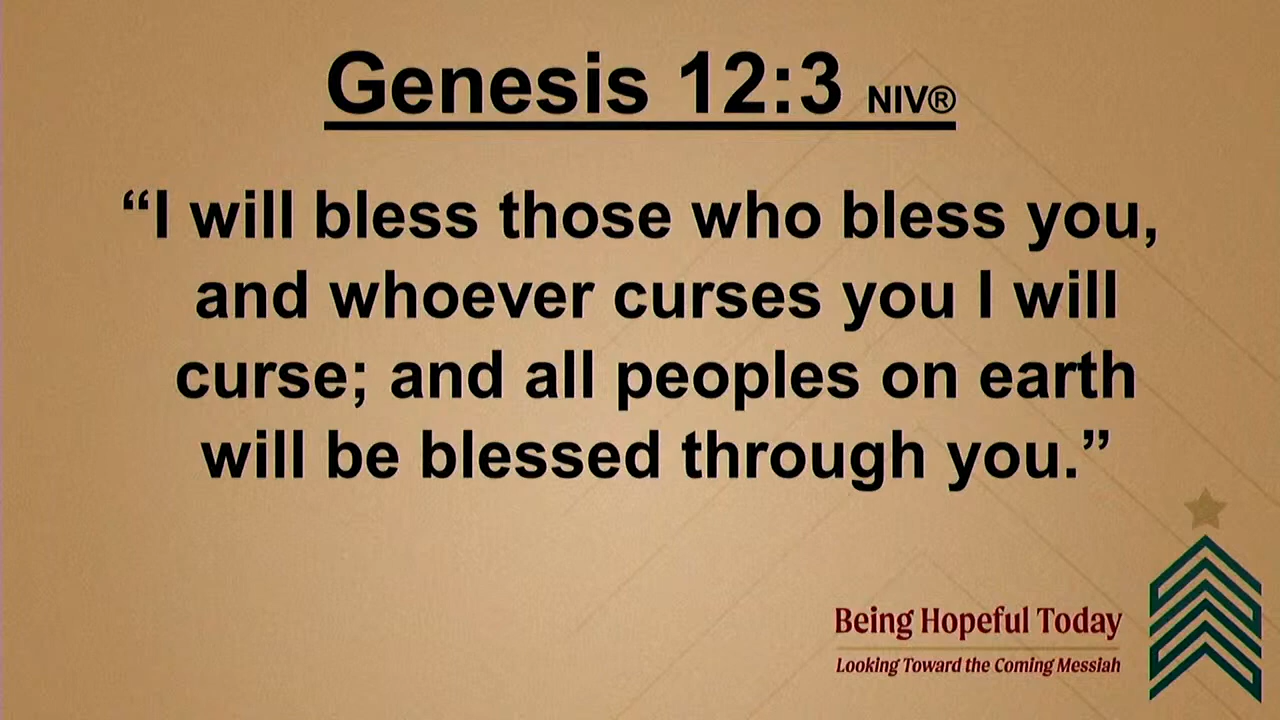 Genesis 12:3 NIV®
“I will bless those who bless you,
and whoever curses you I will
curse; and all peoples on earth
will be blessed through you.”
Being Hopeful Today
Looking Toward the Coming Messiah